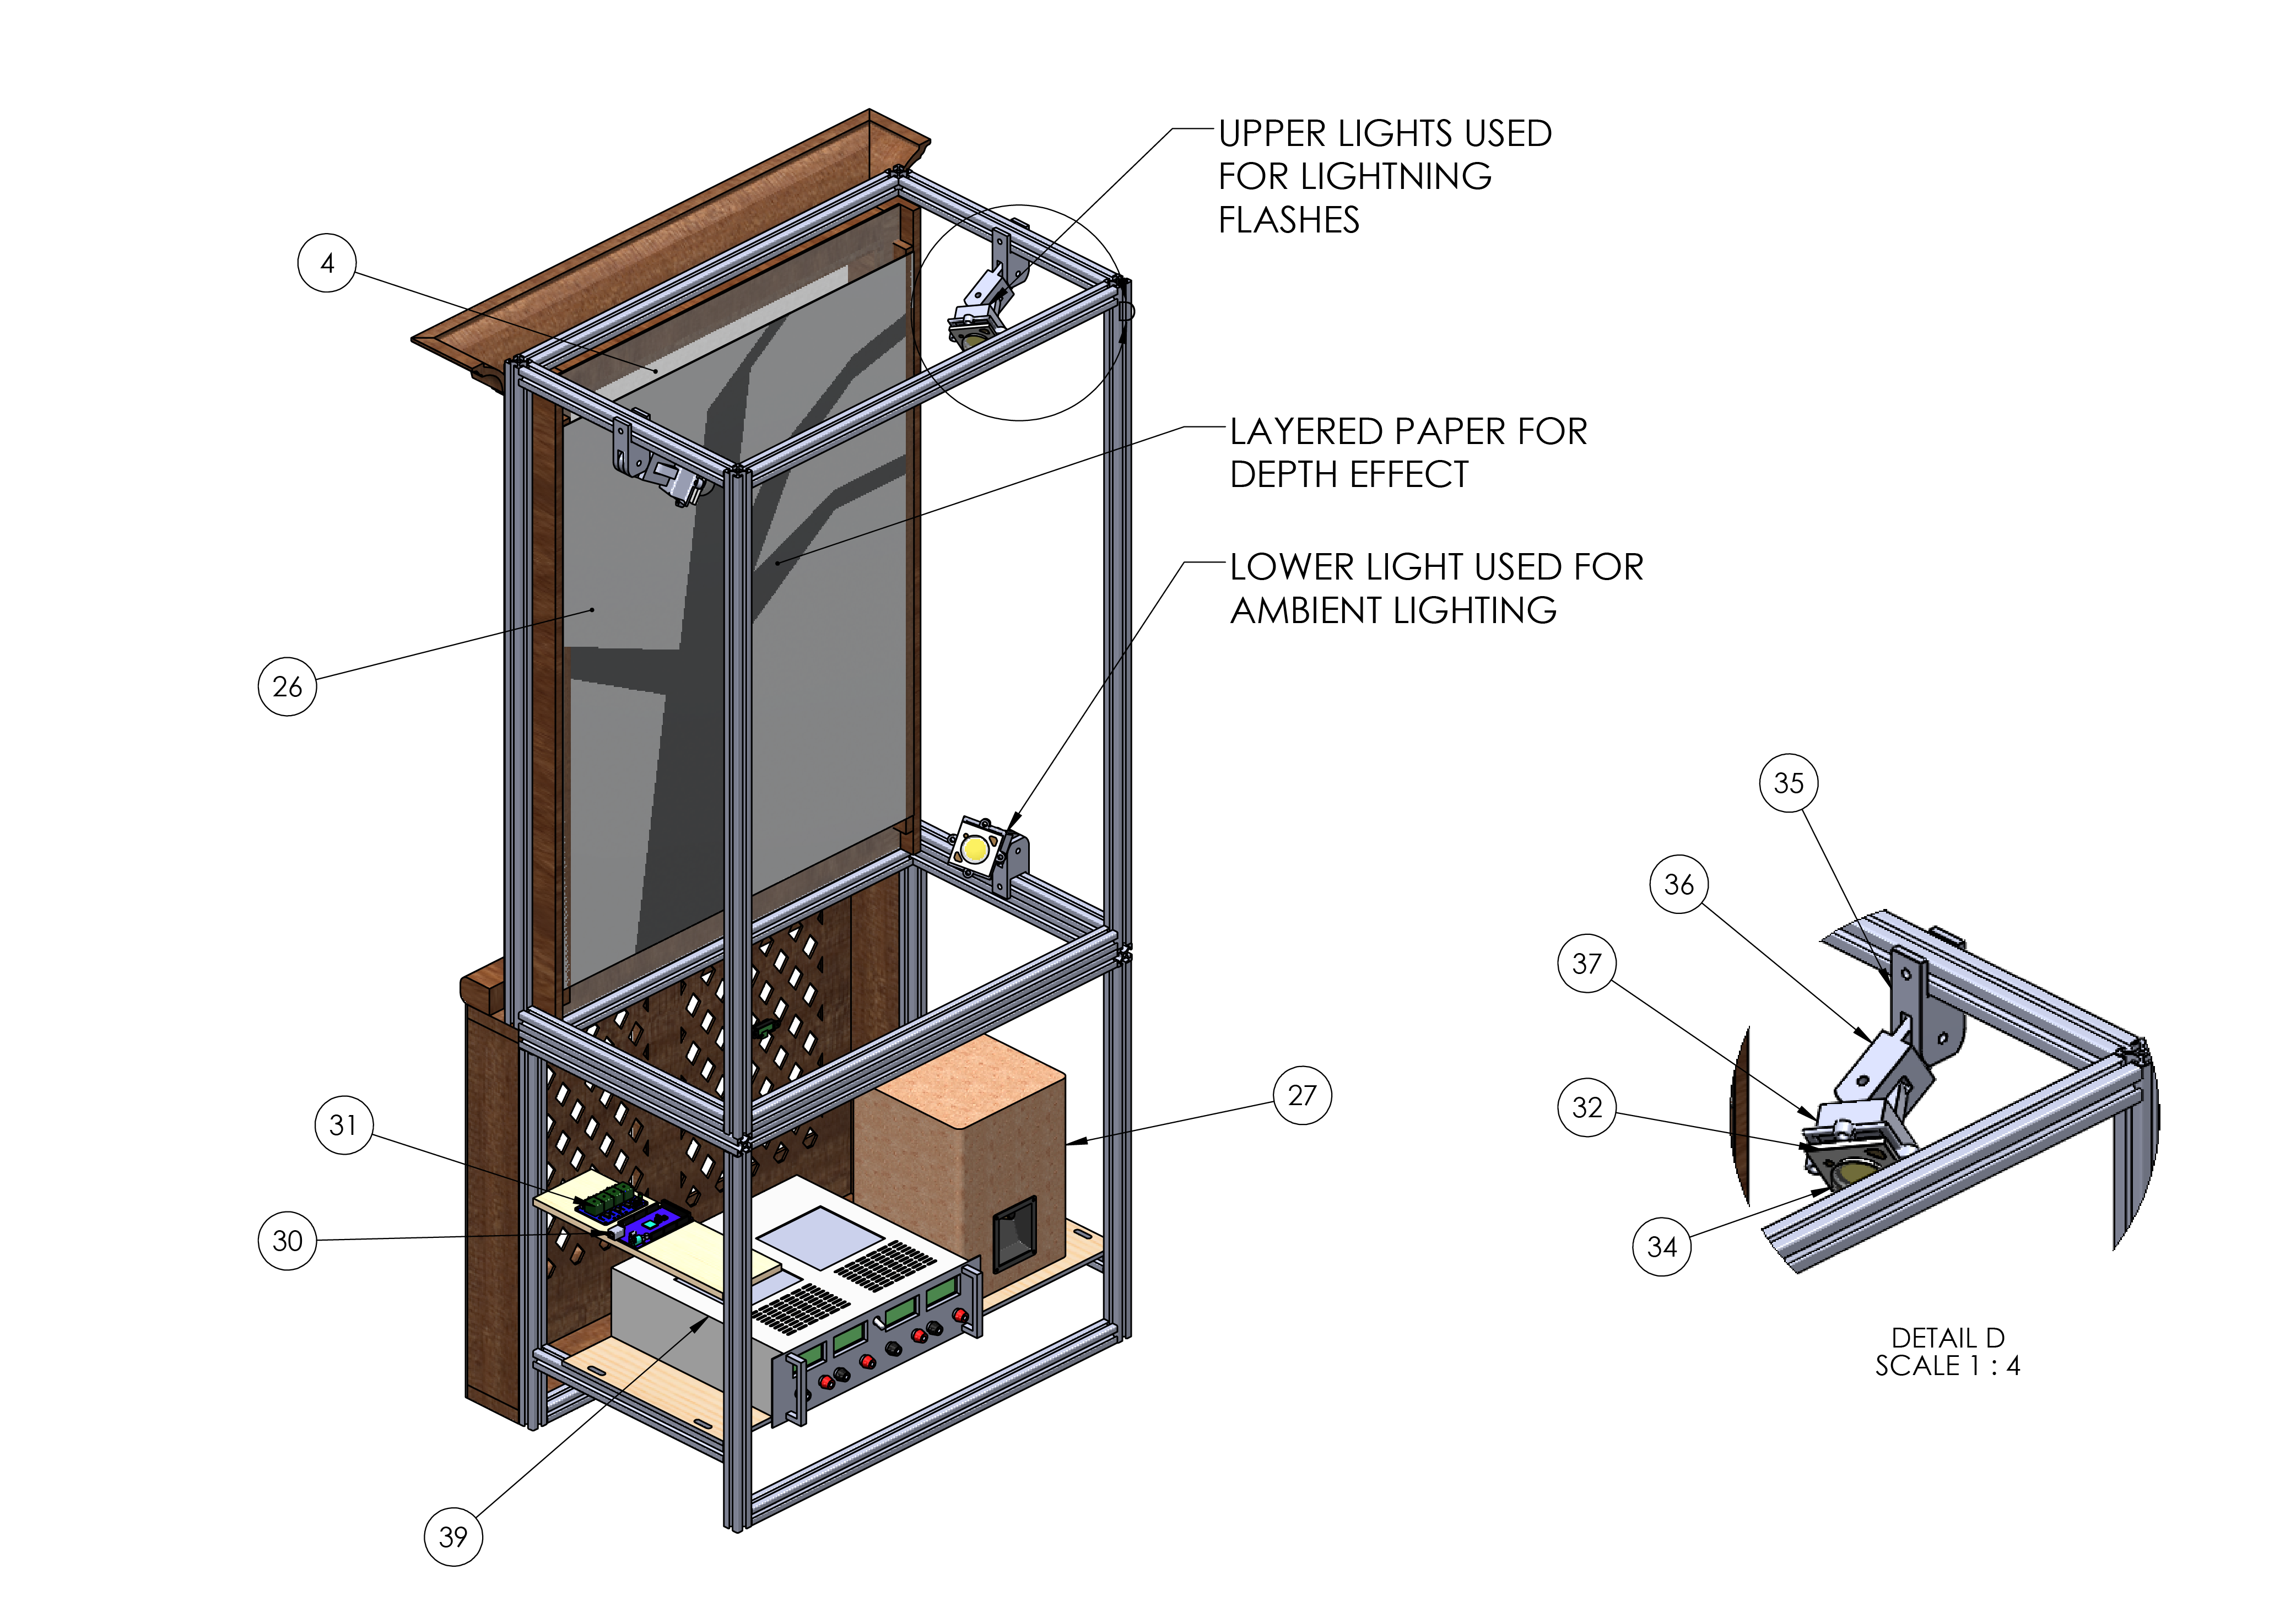 UPPER LIGHTS USED
FOR LIGHTNING
FLASHES
4
D
LAYERED PAPER FOR
DEPTH EFFECT
LOWER LIGHT USED FOR
AMBIENT LIGHTING
26
35
36
37
27
32
31
30
34
DETAIL D
SCALE 1 : 4
39